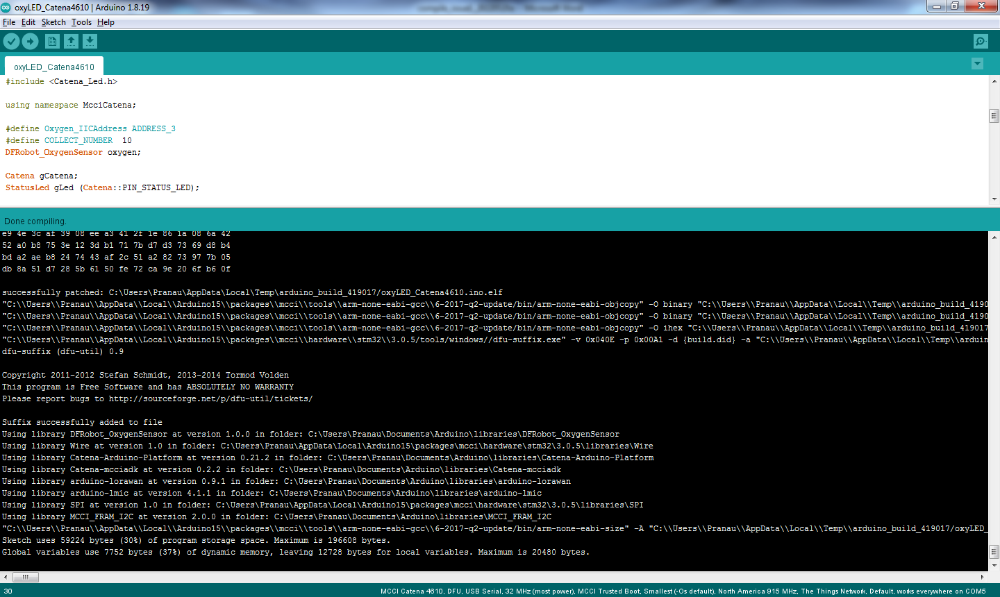 oxyLED_Catena4610 | Arduino 1.8.19
File Edit Sketch Tools Help
oxyLED_Catena4610
#include <Catena_Led.h>
using namespace McciCatena;
#define Oxygen_IICAddress ADDRESS_3
#define COLLECT_NUMBER  10
DFRobot_OxygenSensor oxygen;
Catena gCatena;
StatusLed gLed (Catena::PIN_STATUS_LED);
Done compiling.
e9 4e 3c af 39 08 ee a3 41 2f 1e 86 1a 08 6a 42
52 a0 b8 75 3e 12 3d b1 71 7b d7 d3 73 69 d8 b4
bd a2 ae b8 24 74 43 af 2c 51 a2 82 73 97 7b 05
db 8a 51 d7 28 5b 61 50 fe 72 ca 9e 20 6f b6 0f
successfully patched: C:\Users\Pranau\AppData\Local\Temp\arduino_build_419017/oxyLED_Catena4610.ino.elf
"C:\\Users\\Pranau\\AppData\\Local\\Arduino15\\packages\\mcci\\tools\\arm-none-eabi-gcc\\6-2017-q2-update/bin/arm-none-eabi-objcopy" -O binary "C:\\Users\\Pranau\\AppData\\Local\\Temp\\arduino_build_4190
"C:\\Users\\Pranau\\AppData\\Local\\Arduino15\\packages\\mcci\\tools\\arm-none-eabi-gcc\\6-2017-q2-update/bin/arm-none-eabi-objcopy" -O binary "C:\\Users\\Pranau\\AppData\\Local\\Temp\\arduino_build_4190
"C:\\Users\\Pranau\\AppData\\Local\\Arduino15\\packages\\mcci\\tools\\arm-none-eabi-gcc\\6-2017-q2-update/bin/arm-none-eabi-objcopy" -O ihex "C:\\Users\\Pranau\\AppData\\Local\\Temp\\arduino_build_419017
"C:\\Users\\Pranau\\AppData\\Local\\Arduino15\\packages\\mcci\\hardware\\stm32\\3.0.5/tools/windows//dfu-suffix.exe" -v 0x040E -p 0x00A1 -d {build.did} -a "C:\\Users\\Pranau\\AppData\\Local\\Temp\\arduin
dfu-suffix (dfu-util) 0.9
Copyright 2011-2012 Stefan Schmidt, 2013-2014 Tormod Volden
This program is Free Software and has ABSOLUTELY NO WARRANTY
Please report bugs to http://sourceforge.net/p/dfu-util/tickets/
Suffix successfully added to file
Using library DFRobot_OxygenSensor at version 1.0.0 in folder: C:\Users\Pranau\Documents\Arduino\libraries\DFRobot_OxygenSensor
Using library Wire at version 1.0 in folder: C:\Users\Pranau\AppData\Local\Arduino15\packages\mcci\hardware\stm32\3.0.5\libraries\Wire
Using library Catena-Arduino-Platform at version 0.21.2 in folder: C:\Users\Pranau\Documents\Arduino\libraries\Catena-Arduino-Platform
Using library Catena-mcciadk at version 0.2.2 in folder: C:\Users\Pranau\Documents\Arduino\libraries\Catena-mcciadk
Using library arduino-lorawan at version 0.9.1 in folder: C:\Users\Pranau\Documents\Arduino\libraries\arduino-lorawan
Using library arduino-lmic at version 4.1.1 in folder: C:\Users\Pranau\Documents\Arduino\libraries\arduino-lmic
Using library SPI at version 1.0 in folder: C:\Users\Pranau\AppData\Local\Arduino15\packages\mcci\hardware\stm32\3.0.5\libraries\SPI
Using library MCCI_FRAM_I2C at version 2.0.0 in folder: C:\Users\Pranau\Documents\Arduino\libraries\MCCI_FRAM_I2C
"C:\\Users\\Pranau\\AppData\\Local\\Arduino15\\packages\\mcci\\tools\\arm-none-eabi-gcc\\6-2017-q2-update/bin/arm-none-eabi-size" -A "C:\\Users\\Pranau\\AppData\\Local\\Temp\\arduino_build_419017/oxyLED_
Sketch uses 59224 bytes (30%) of program storage space. Maximum is 196608 bytes.
Global variables use 7752 bytes (37%) of dynamic memory, leaving 12728 bytes for local variables. Maximum is 20480 bytes.
30 MCCI Catena 4610, DFU, USB Serial, 32 MHz (most power), MCCI Trusted Boot, Smallest (-Os default), North America 915 MHz, The Things Network, Default, works everywhere on COM5